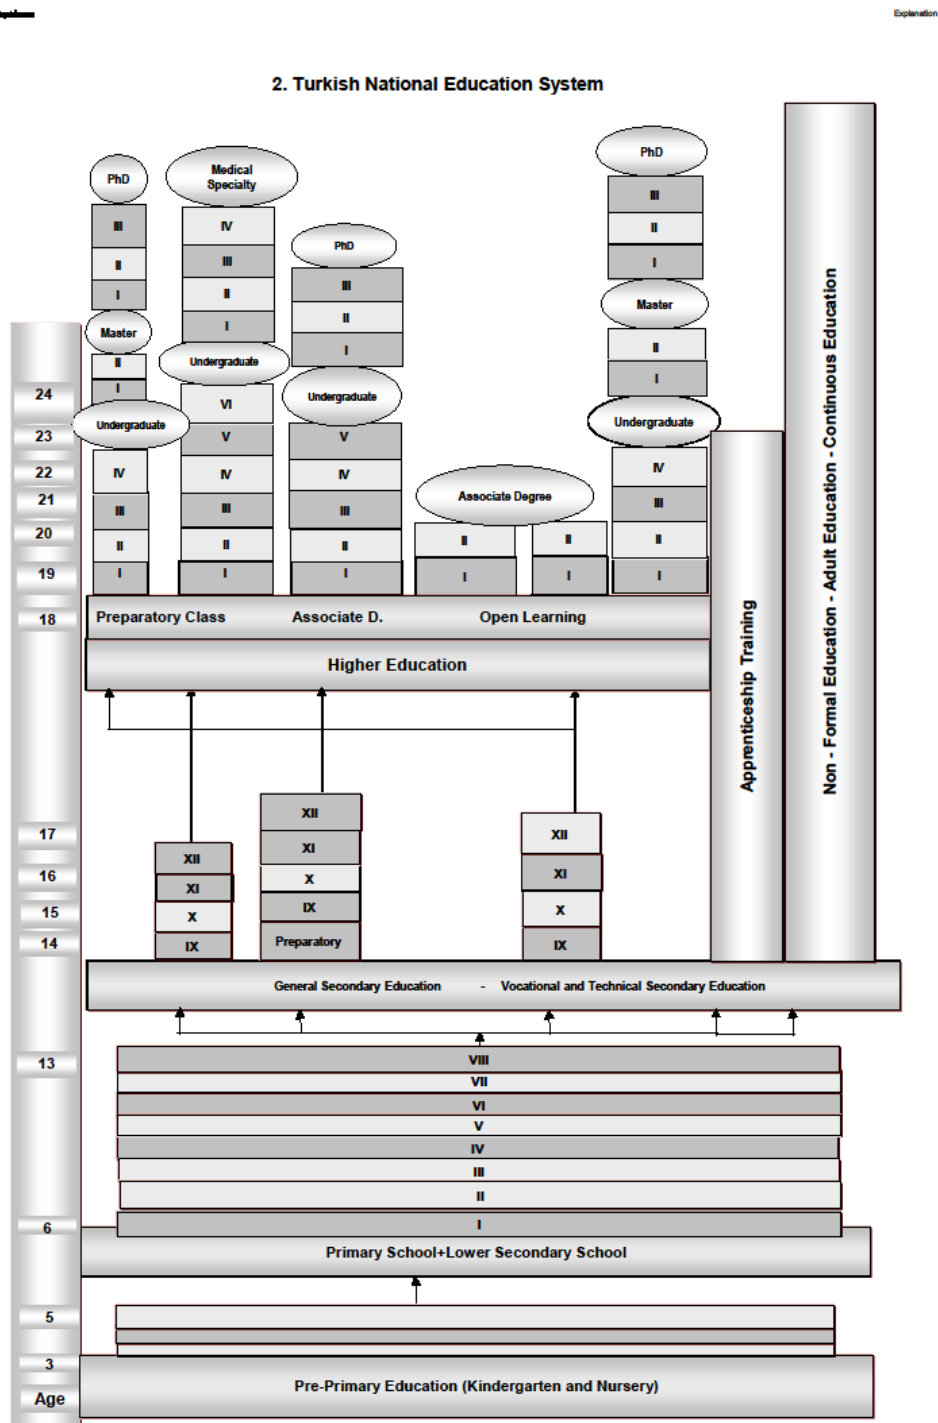 Explanation
2. Turkish National Education System
PhD
Medical
Specialty
PhD
PhD
III
II
I
Master
II
I
Undergraduate
IV
III
II
I
IV
III
II
I
Undergraduate
VI
V
IV
III
II
I
III
II
I
Undergraduate
V
IV
III
II
I
Associate Degree
II
I
II
I
III
II
I
Master
II
I
Undergraduate
IV
III
II
I
24
23
22
21
20
19
18
Preparatory Class
Associate D.
Open Learning
Higher Education
Apprenticeship Training
Non - Formal Education - Adult Education - Continuous Education
17
16
15
14
XII
XI
X
IX
XII
XI
X
IX
Preparatory
XII
XI
X
IX
General Secondary Education - Vocational and Technical Secondary Education
13
VIII
VII
VI
V
IV
III
II
I
6
Primary School+Lower Secondary School
5
3
Pre-Primary Education (Kindergarten and Nursery)
Age